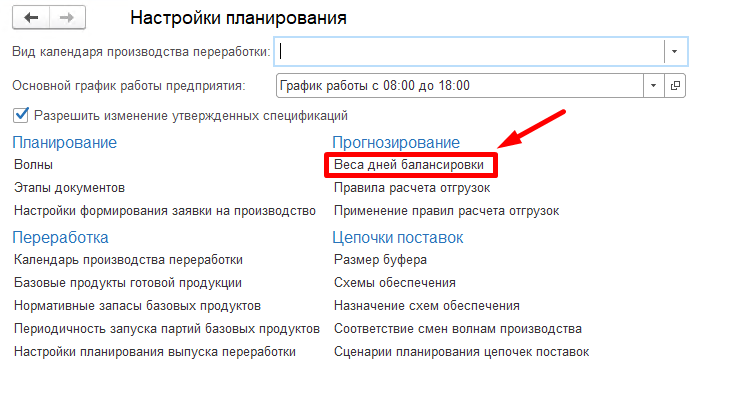 Настройки планирования
Вид календаря производства переработки:
Основной график работы предприятия: График работы с 08:00 до 18:00
Разрешить изменение утвержденных спецификаций
Планирование
Волны
Этапы документов
Настройки формирования заявки на производство
Прогнозирование
Веса дней балансировки
Правила расчета отгрузок
Применение правил расчета отгрузок
Переработка
Календарь производства переработки
Базовые продукты готовой продукции
Нормативные запасы базовых продуктов
Периодичность запуска партий базовых продуктов
Настройки планирования выпуска переработки
Цепочки поставок
Размер буфера
Схемы обеспечения
Назначение схем обеспечения
Соответствие смен волнам производства
Сценарии планирования цепочек поставок